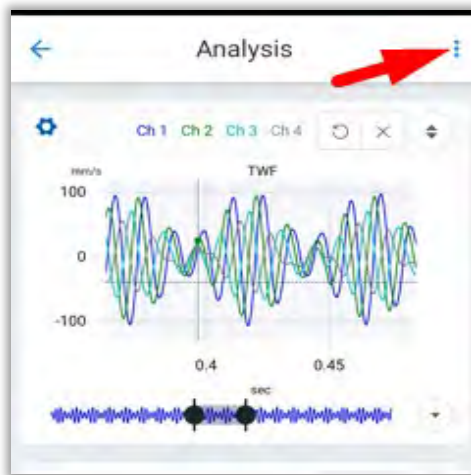 Analysis
Ch 1 Ch 2 Ch 3 Ch 4
mm/s TWF
100
0
-100
0.4 0.45
sec